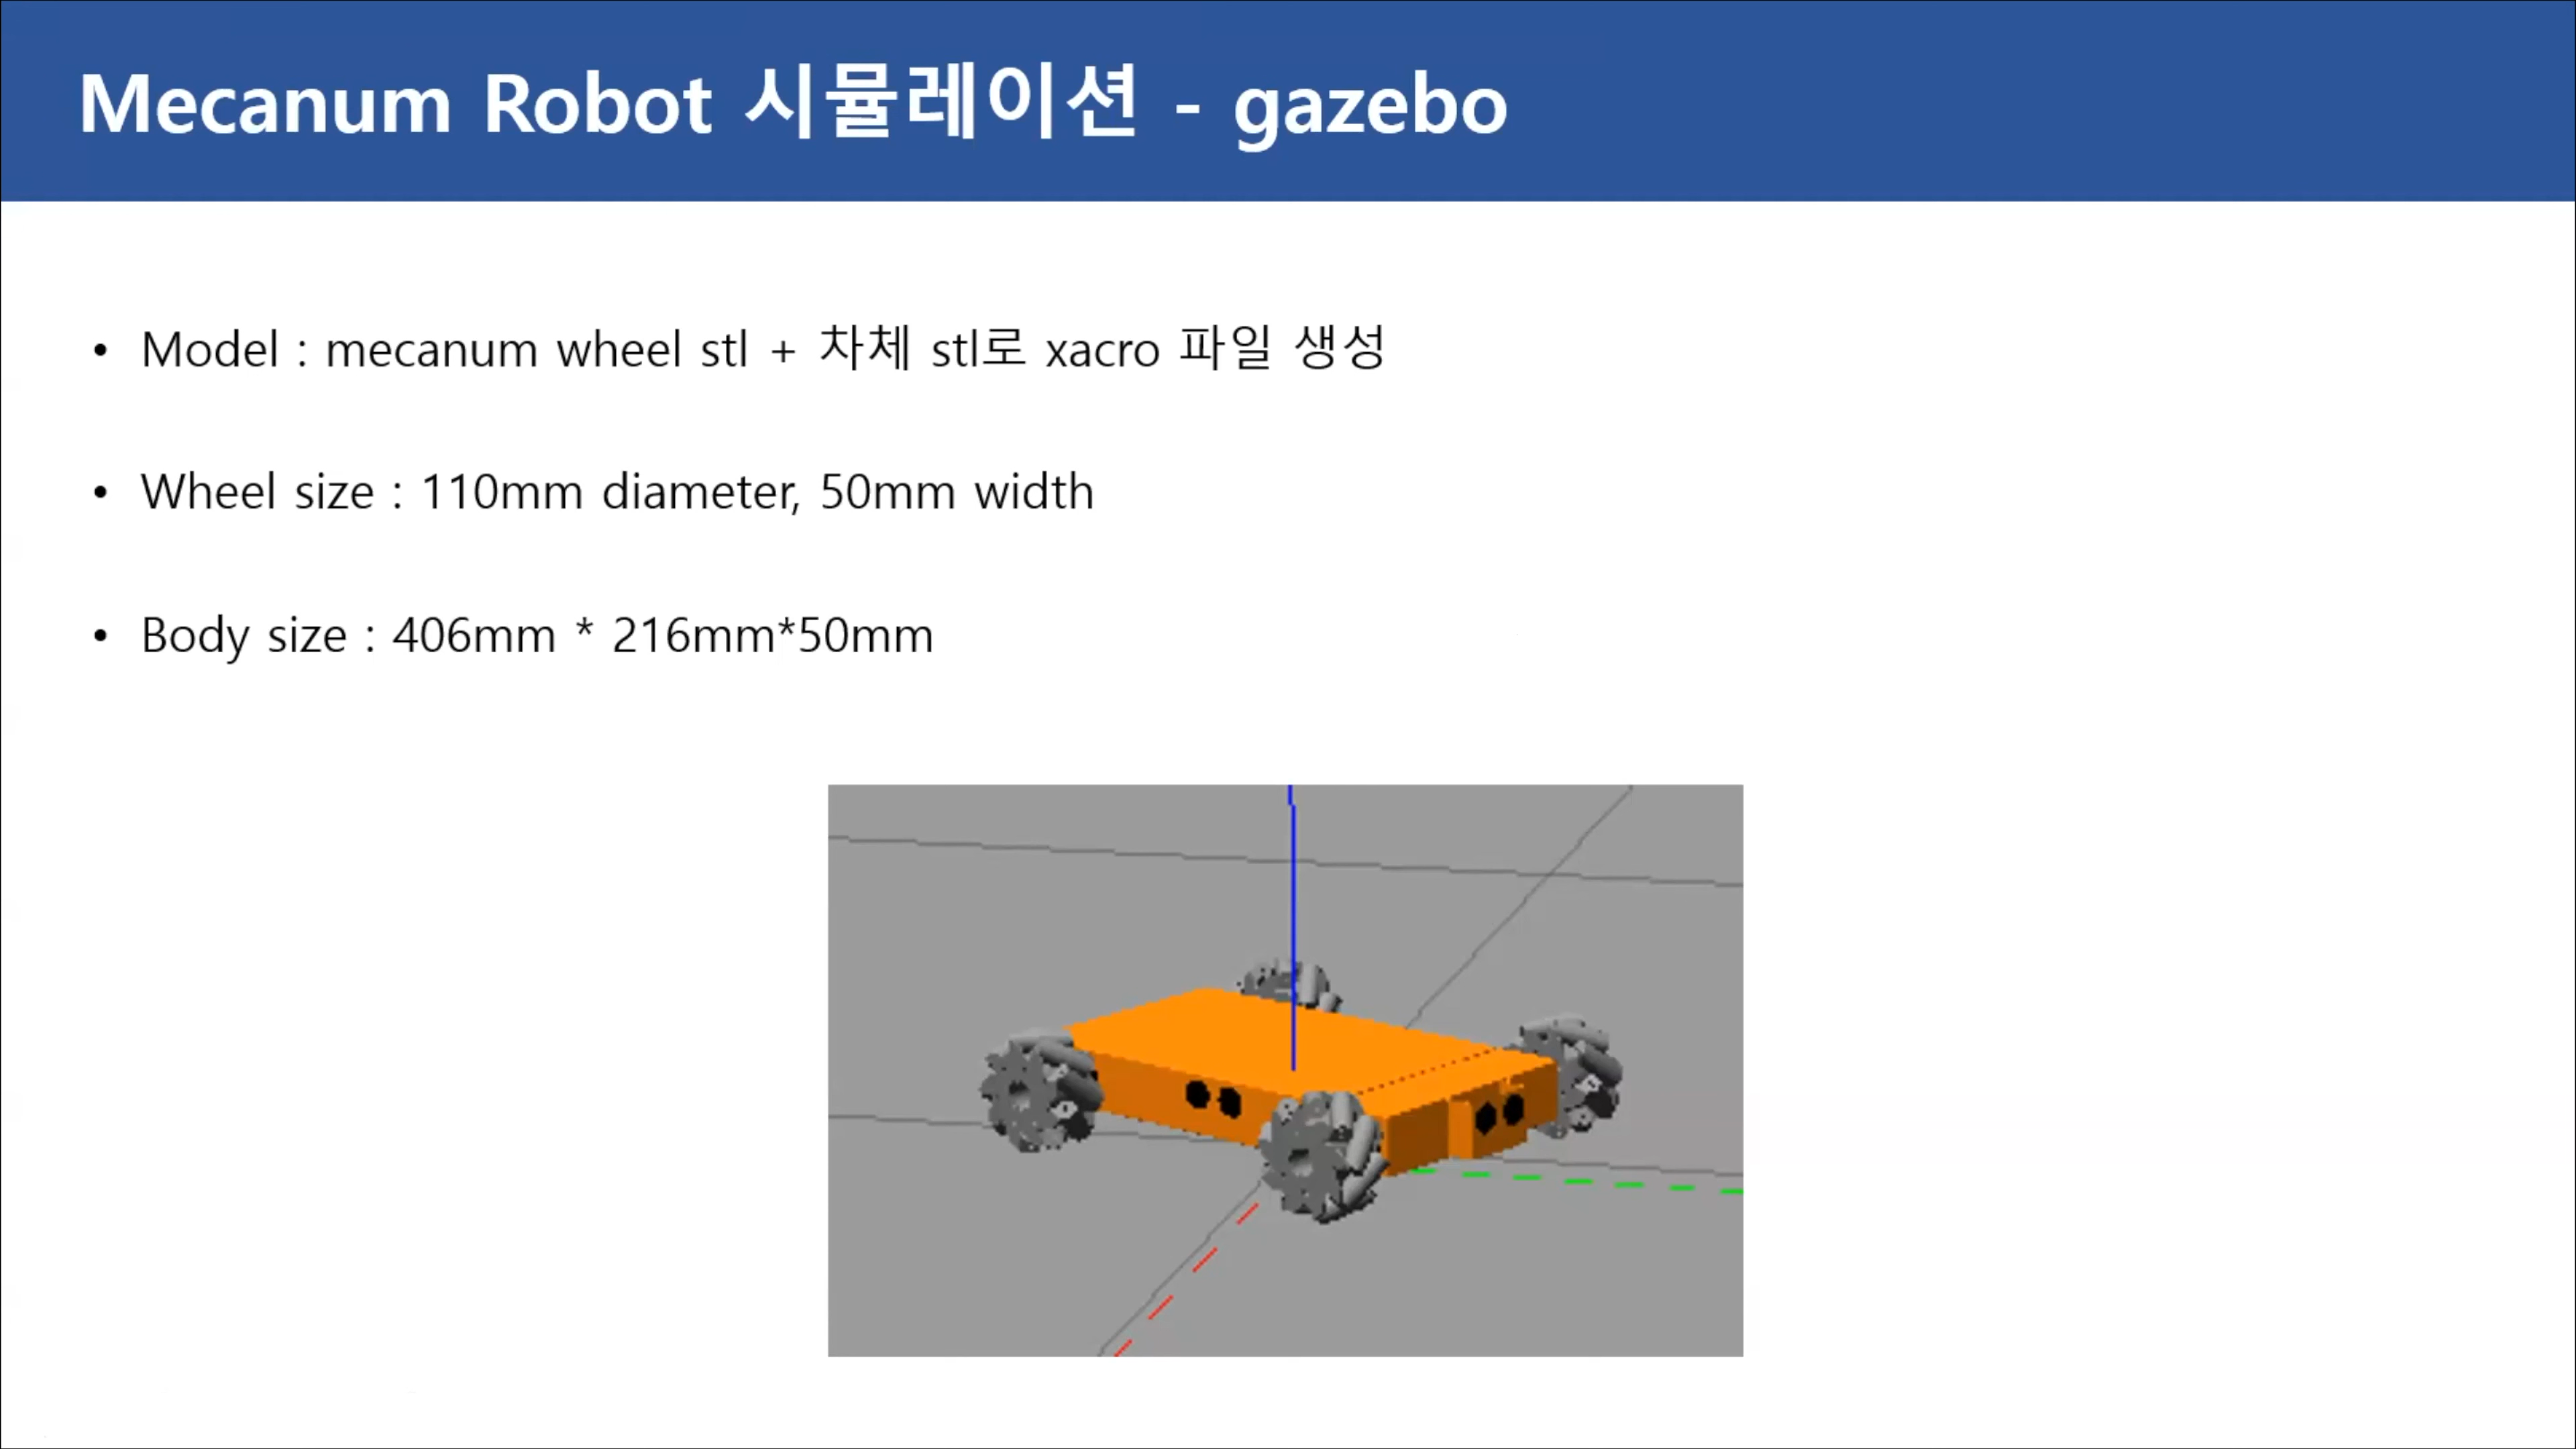 Mecanum Robot 시뮬레이션 - gazebo
• Model : mecanum wheel stl + 차체 stl로 xacro 파일 생성
• Wheel size : 110mm diameter, 50mm width
• Body size : 406mm * 216mm*50mm